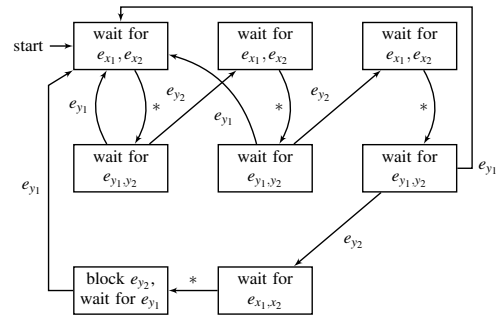 start
wait for
e_{x_1}, e_{x_2}
wait for
e_{x_1}, e_{x_2}
wait for
e_{x_1}, e_{x_2}
e_{y_1}
*
e_{y_2}
e_{y_1}
*
e_{y_2}
*
wait for
e_{y_1,y_2}
wait for
e_{y_1,y_2}
wait for
e_{y_1,y_2}
e_{y_1}
e_{y_1}
e_{y_2}
block e_{y_2},
wait for e_{y_1}
*
wait for
e_{x_1,x_2}